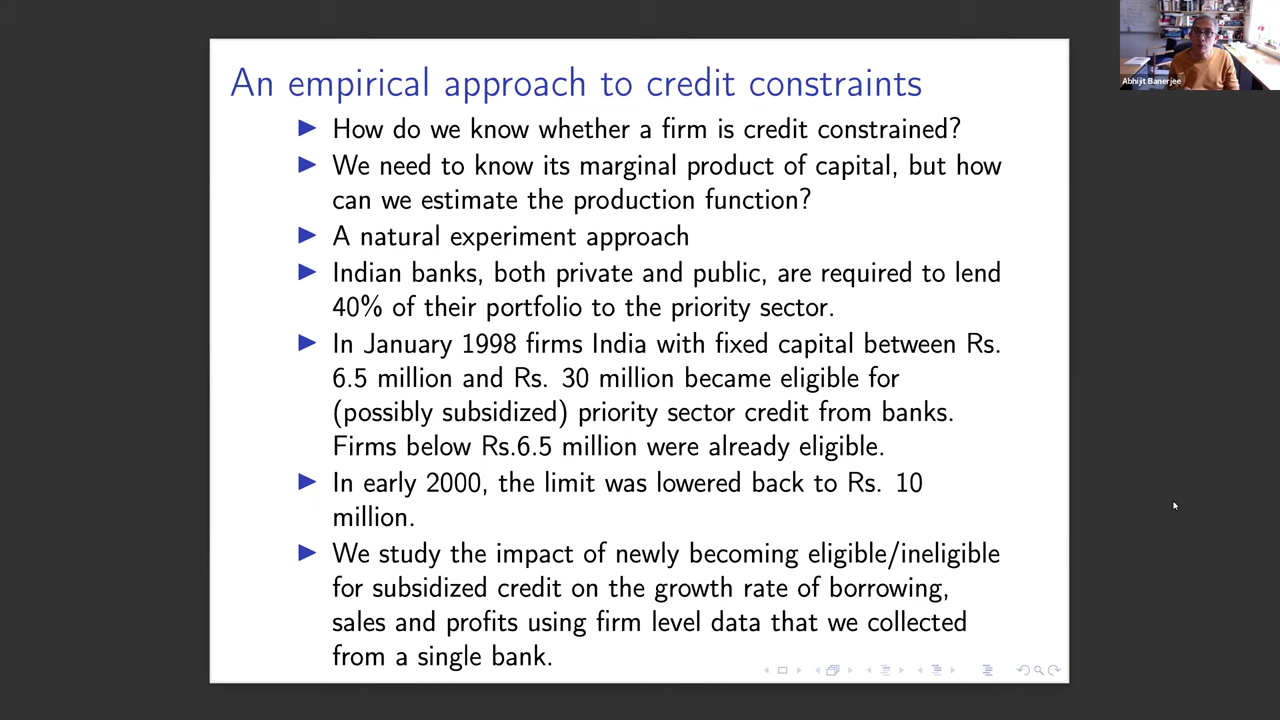 An empirical approach to credit constraints
How do we know whether a firm is credit constrained?
We need to know its marginal product of capital, but how
can we estimate the production function?
A natural experiment approach
Indian banks, both private and public, are required to lend
40% of their portfolio to the priority sector.
In January 1998 firms India with fixed capital between Rs.
6.5 million and Rs. 30 million became eligible for
(possibly subsidized) priority sector credit from banks.
Firms below Rs.6.5 million were already eligible.
In early 2000, the limit was lowered back to Rs. 10
million.
We study the impact of newly becoming eligible/ineligible
for subsidized credit on the growth rate of borrowing,
sales and profits using firm level data that we collected
from a single bank.
Abhijit Banerjee